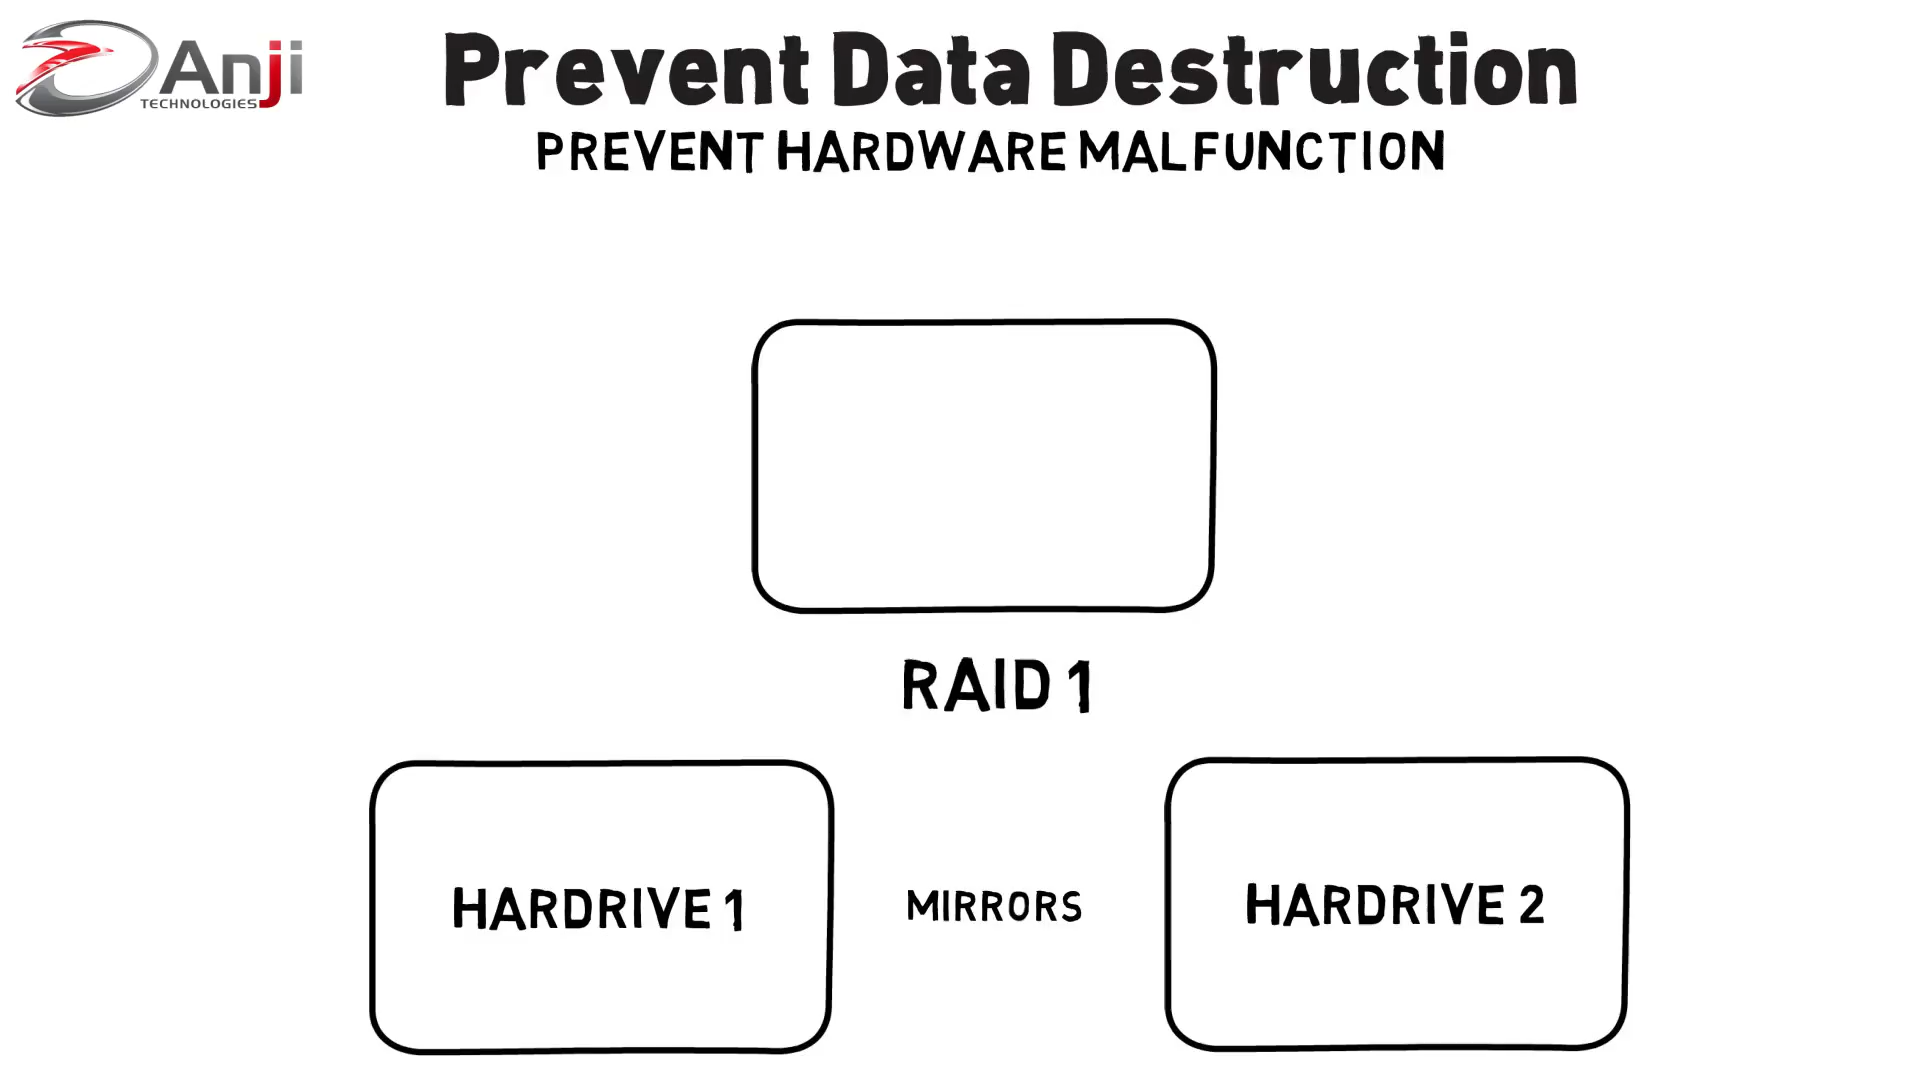 Anji
TECHNOLOGIES
Prevent Data Destruction
PREVENT HARDWARE MALFUNCTION
RAID 1
HARDRIVE 1
MIRRORS
HARDRIVE 2